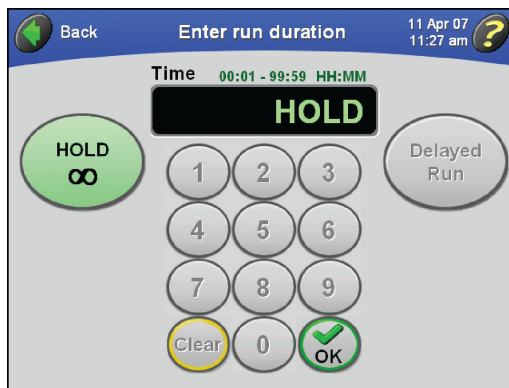 Back
Enter run duration
11 Apr 07
11:27 am
?
Time 00:01 - 99:59 HH:MM
HOLD
HOLD
∞
Delayed
Run
1 2 3
4 5 6
7 8 9
Clear 0 OK